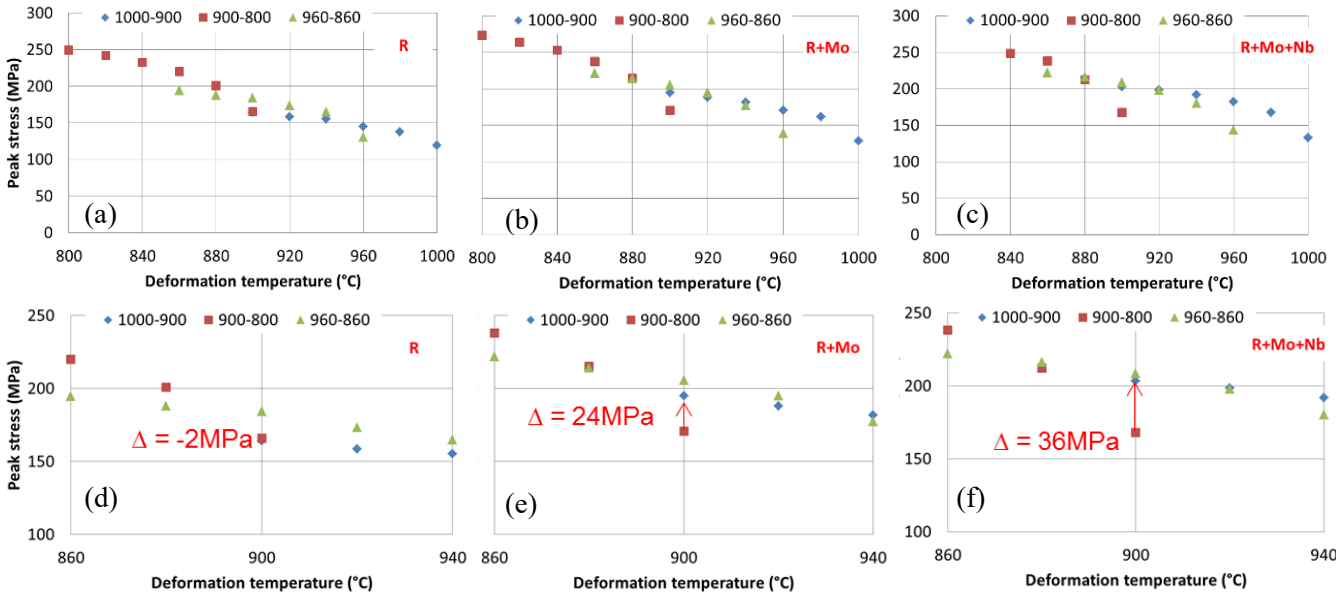 1000-900 900-800 960-860
R
Peak stress (MPa)
300
250
200
150
100
50
0
(a)
800 840 880 920 960 1000
Deformation temperature (°C)
1000-900 900-800 960-860
R+Mo
(b)
800 840 880 920 960 1000
Deformation temperature (°C)
1000-900 900-800 960-860
R+Mo+Nb
300
250
200
150
100
50
0
(c)
800 840 880 920 960 1000
Deformation temperature (°C)
1000-900 900-800 960-860
R
Peak stress (MPa)
250
200
150
100
Δ = -2MPa
(d)
860 900 940
Deformation temperature (°C)
1000-900 900-800 960-860
R+Mo
Δ = 24MPa
(e)
860 900 940
Deformation temperature (°C)
1000-900 900-800 960-860
R+Mo+Nb
250
200
150
100
Δ = 36MPa
(f)
860 900 940
Deformation temperature (°C)